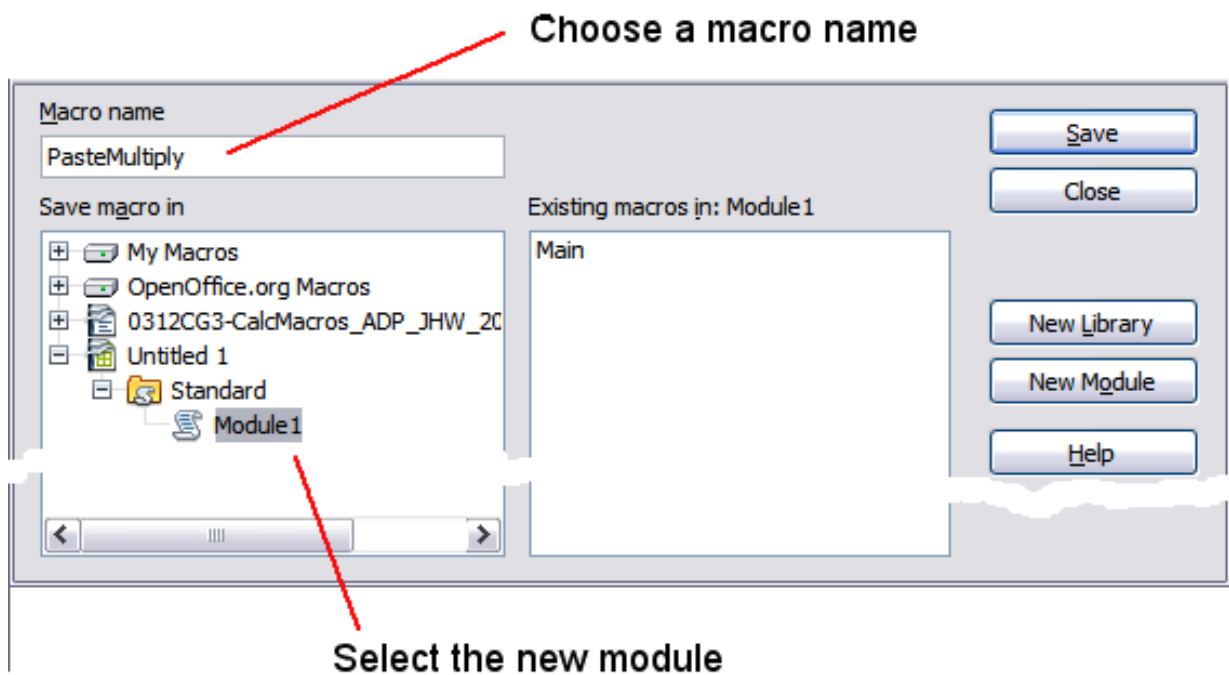 Choose a macro name
Macro name
PasteMultiply
Save
Close
Save macro in
Existing macros in: Module1
My Macros
OpenOffice.org Macros
0312CG3-CalcMacros_ADP_JHW_20
Untitled 1
Standard
Module1
Main
New Library
New Module
Help
Select the new module